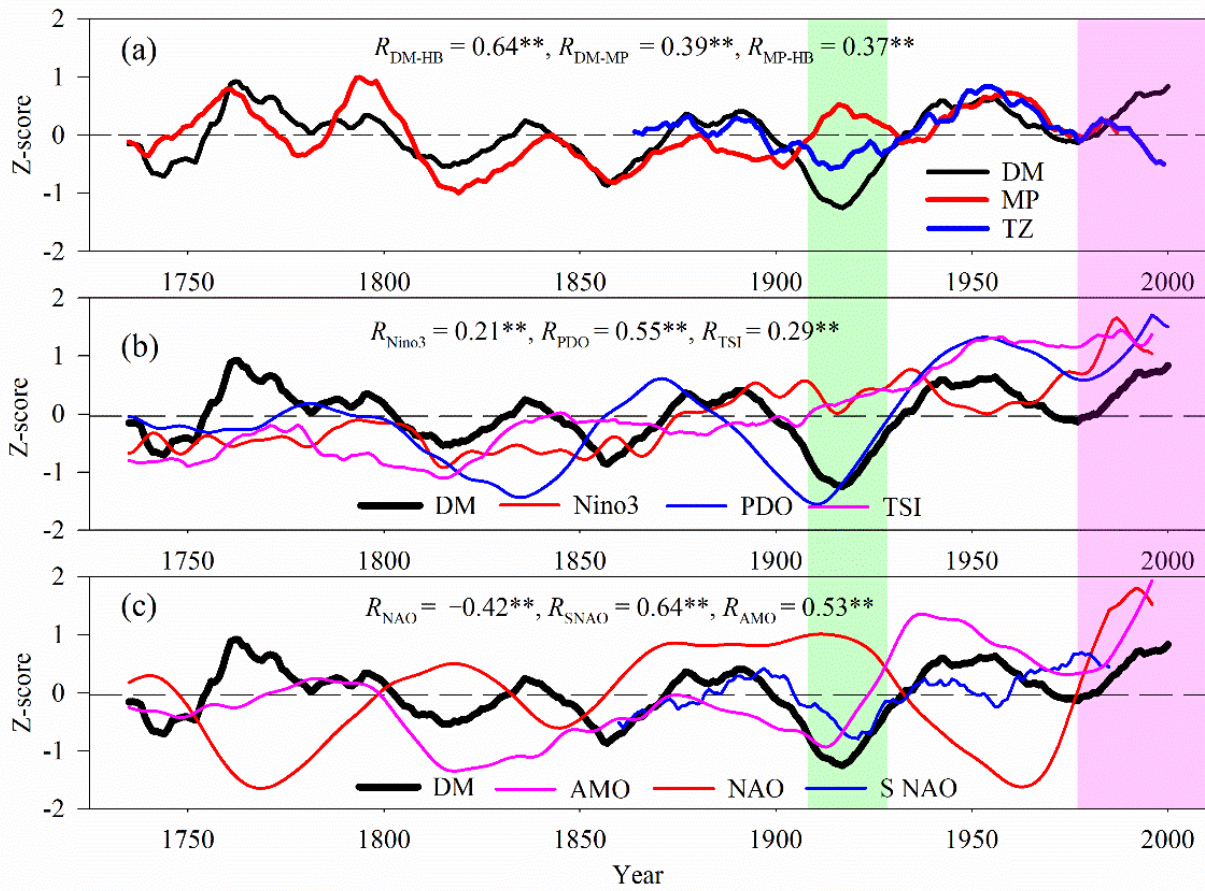 (a)
R_DM-HB = 0.64**, R_DM-MP = 0.39**, R_MP-HB = 0.37**
Z-score
2
1
0
-1
-2
DM
MP
TZ
1750 1800 1850 1900 1950 2000
(b)
R_Nino3 = 0.21**, R_PDO = 0.55**, R_TSI = 0.29**
Z-score
2
1
0
-1
-2
DM Nino3 PDO TSI
1750 1800 1850 1900 1950 2000
(c)
R_NAO = −0.42**, R_SNAO = 0.64**, R_AMO = 0.53**
Z-score
2
1
0
-1
-2
DM AMO NAO S NAO
1750 1800 1850 1900 1950 2000
Year